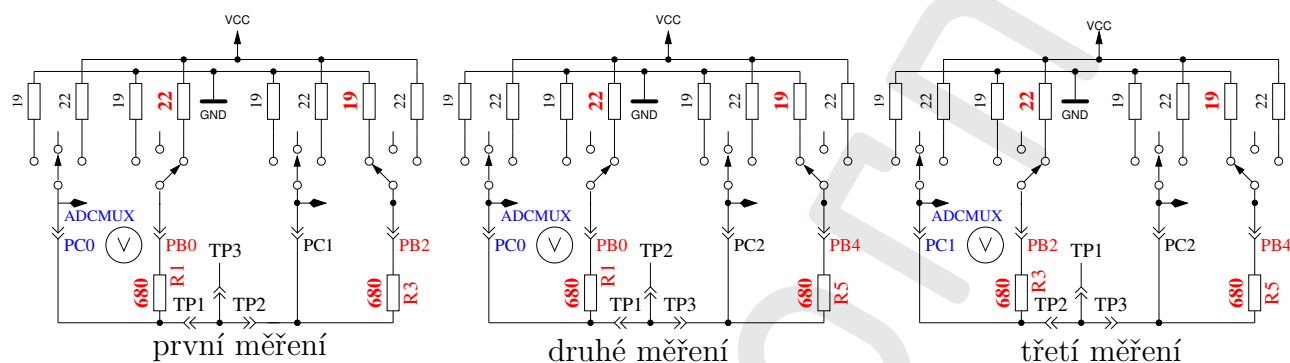 VCC
19 22 19 22 GND 19 22 19 22
ADCMUX
PC0 V PB0 PC1 PB2
TP3
680 R1 680 R3
TP1 TP2
první měření
VCC
19 22 19 22 GND 19 22 19 22
ADCMUX
PC0 V PB0 PC2 PB4
TP2
680 R1 680 R5
TP1 TP3
druhé měření
VCC
19 22 19 22 GND 19 22 19 22
ADCMUX
PC1 V PB2 PC2 PB4
TP1
680 R3 680 R5
TP2 TP3
třetí měření